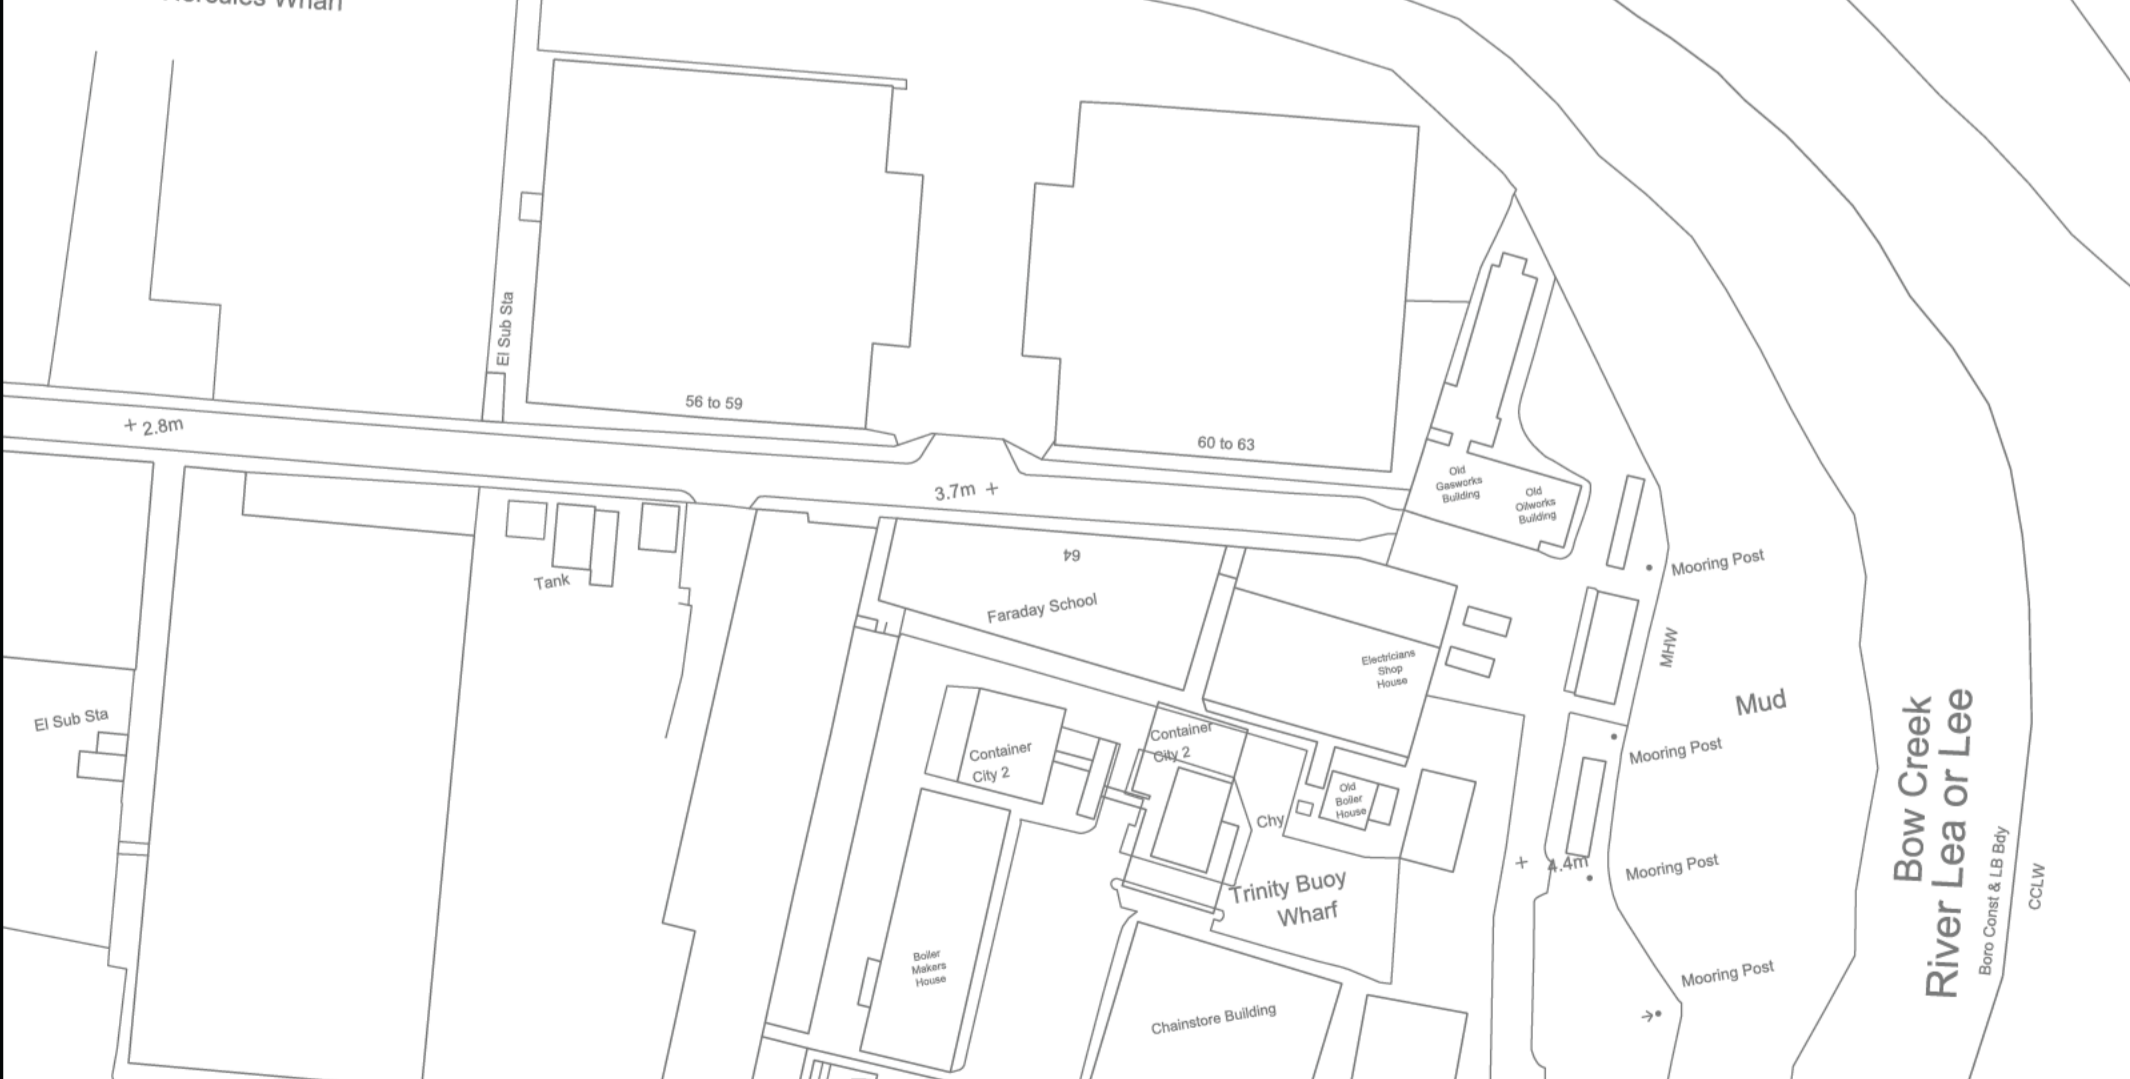 Hercules Wharf
El Sub Sta
56 to 59
60 to 63
+ 2.8m
3.7m +
Old
Gasworks
Building
Old
Oilworks
Building
64
Tank
Faraday School
Mooring Post
Electricians
Shop
House
MHW
Mud
El Sub Sta
Container
City 2
Container
City 2
Mooring Post
Old
Boiler
House
Chy
+ 4.4m
Mooring Post
Trinity Buoy
Wharf
Bow Creek
River Lea or Lee
Boro Const & LB Bdy
CCLW
Boiler
Makers
House
Mooring Post
Chainstore Building